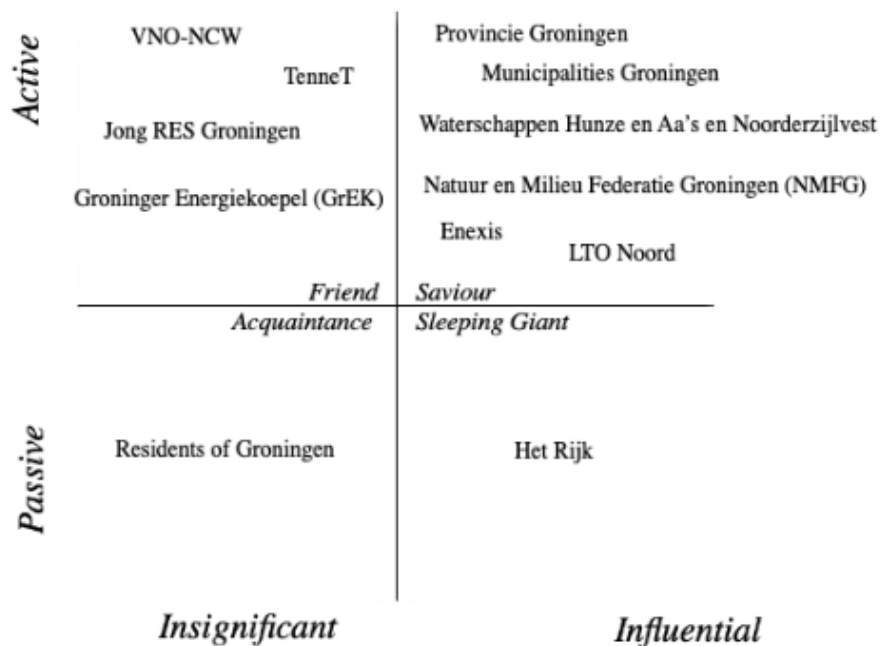 Active
VNO-NCW
Provincie Groningen
TenneT
Municipalities Groningen
Jong RES Groningen
Waterschappen Hunze en Aa's en Noorderzijlvest
Groninger Energiekoepel (GrEK)
Natuur en Milieu Federatie Groningen (NMFG)
Enexis
LTO Noord
Friend
Saviour
Acquaintance
Sleeping Giant
Passive
Residents of Groningen
Het Rijk
Insignificant
Influential